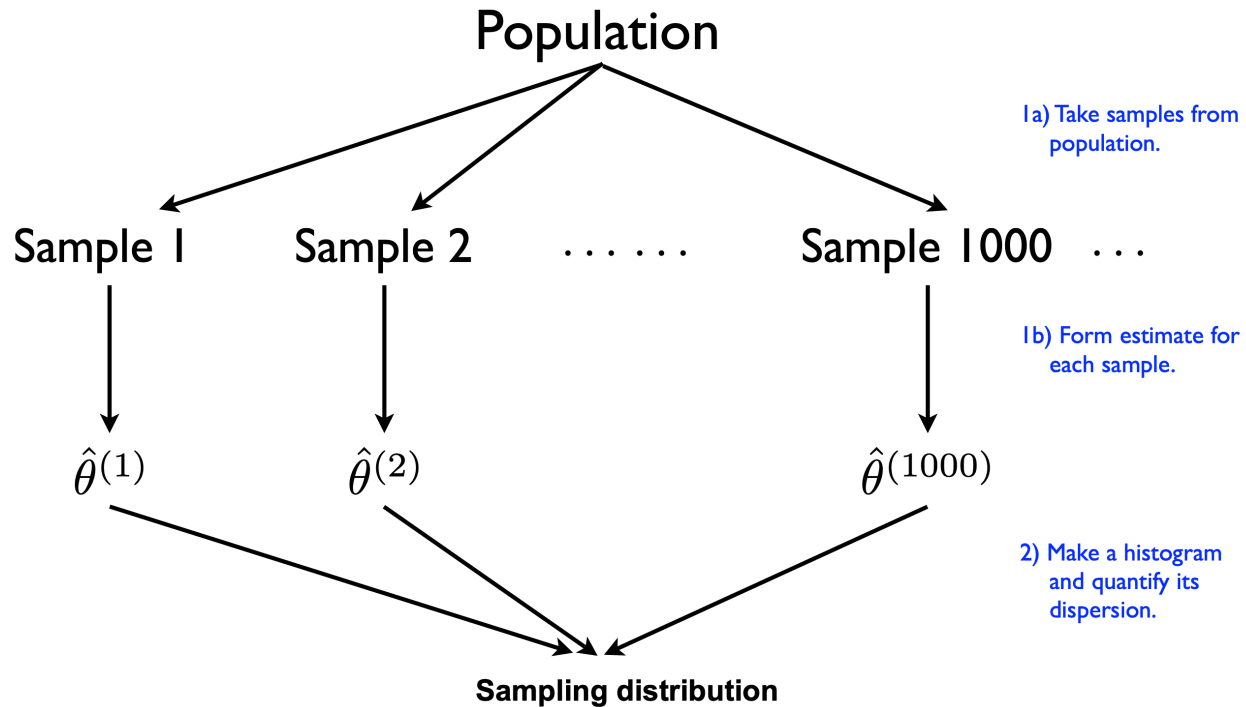 Population
1a) Take samples from
population.
Sample 1 Sample 2 ...... Sample 1000 ...
1b) Form estimate for
each sample.
θ̂⁽¹⁾ θ̂⁽²⁾ θ̂⁽¹⁰⁰⁰⁾
2) Make a histogram
and quantify its
dispersion.
Sampling distribution